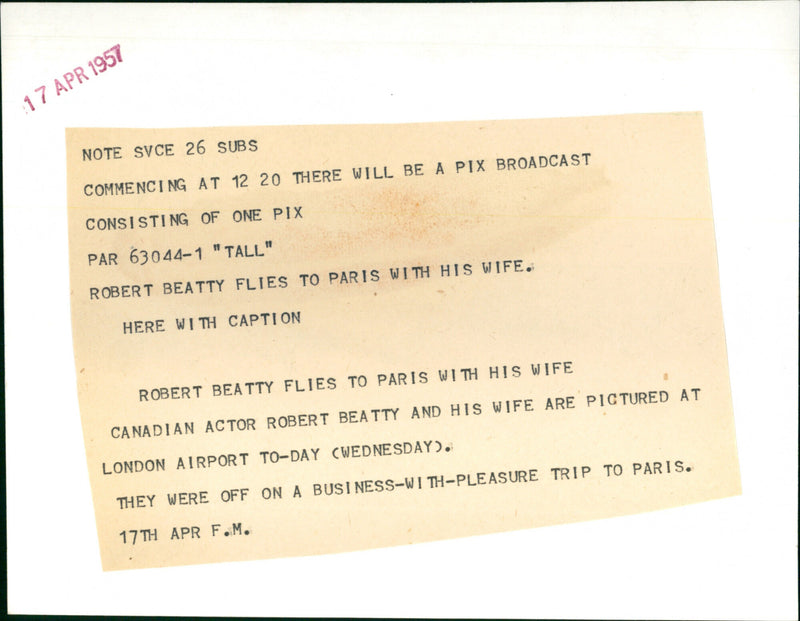 17 APR 1957
NOTE SVCE 26 SUBS
COMMENCING AT 12 20 THERE WILL BE A PIX BROADCAST
CONSISTING OF ONE PIX
PAR 63044-1 "TALL"
ROBERT BEATTY FLIES TO PARIS WITH HIS WIFE.
HERE WITH CAPTION
ROBERT BEATTY FLIES TO PARIS WITH HIS WIFE
CANADIAN ACTOR ROBERT BEATTY AND HIS WIFE ARE PICTURED AT
LONDON AIRPORT TO-DAY (WEDNESDAY).
THEY WERE OFF ON A BUSINESS-WITH-PLEASURE TRIP TO PARIS.
17TH APR F.M.